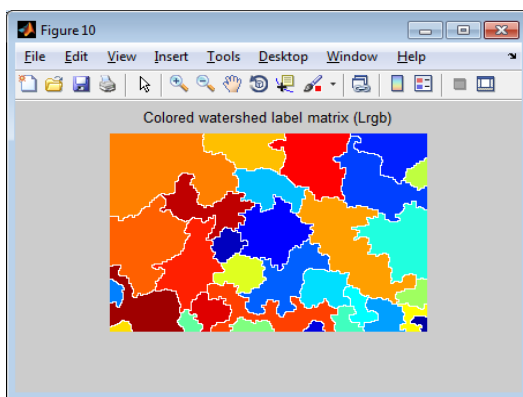 Figure 10
File Edit View Insert Tools Desktop Window Help
Colored watershed label matrix (Lrgb)